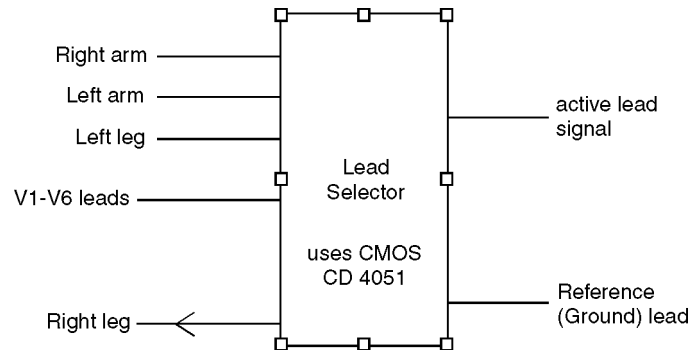 Right arm
Left arm
Left leg
V1-V6 leads
Right leg
Lead
Selector
uses CMOS
CD 4051
active lead
signal
Reference
(Ground) lead